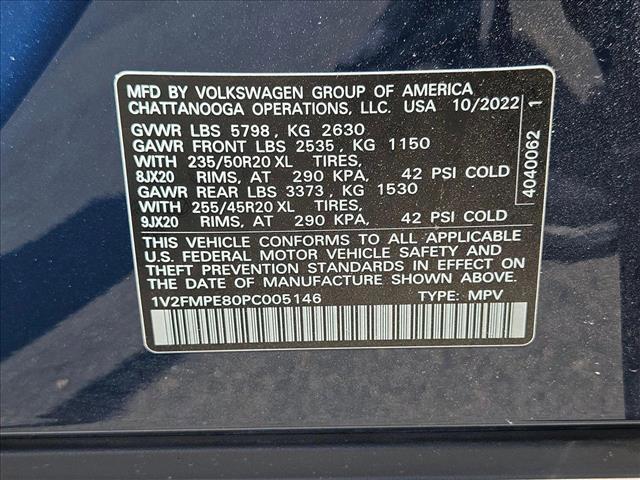 MFD BY VOLKSWAGEN GROUP OF AMERICA
CHATTANOOGA OPERATIONS, LLC. USA 10/2022
GVWR LBS 5798, KG 2630
GAWR FRONT LBS 2535, KG 1150
WITH 235/50R20 XL TIRES,
8JX20 RIMS, AT 290 KPA, 42 PSI COLD
GAWR REAR LBS 3373, KG 1530
WITH 255/45R20 XL TIRES,
9JX20 RIMS, AT 290 KPA, 42 PSI COLD
THIS VEHICLE CONFORMS TO ALL APPLICABLE
U.S. FEDERAL MOTOR VEHICLE SAFETY AND
THEFT PREVENTION STANDARDS IN EFFECT ON
THE DATE OF MANUFACTURE SHOWN ABOVE.
1V2FMPE80PC005146 TYPE: MPV
4040062 1